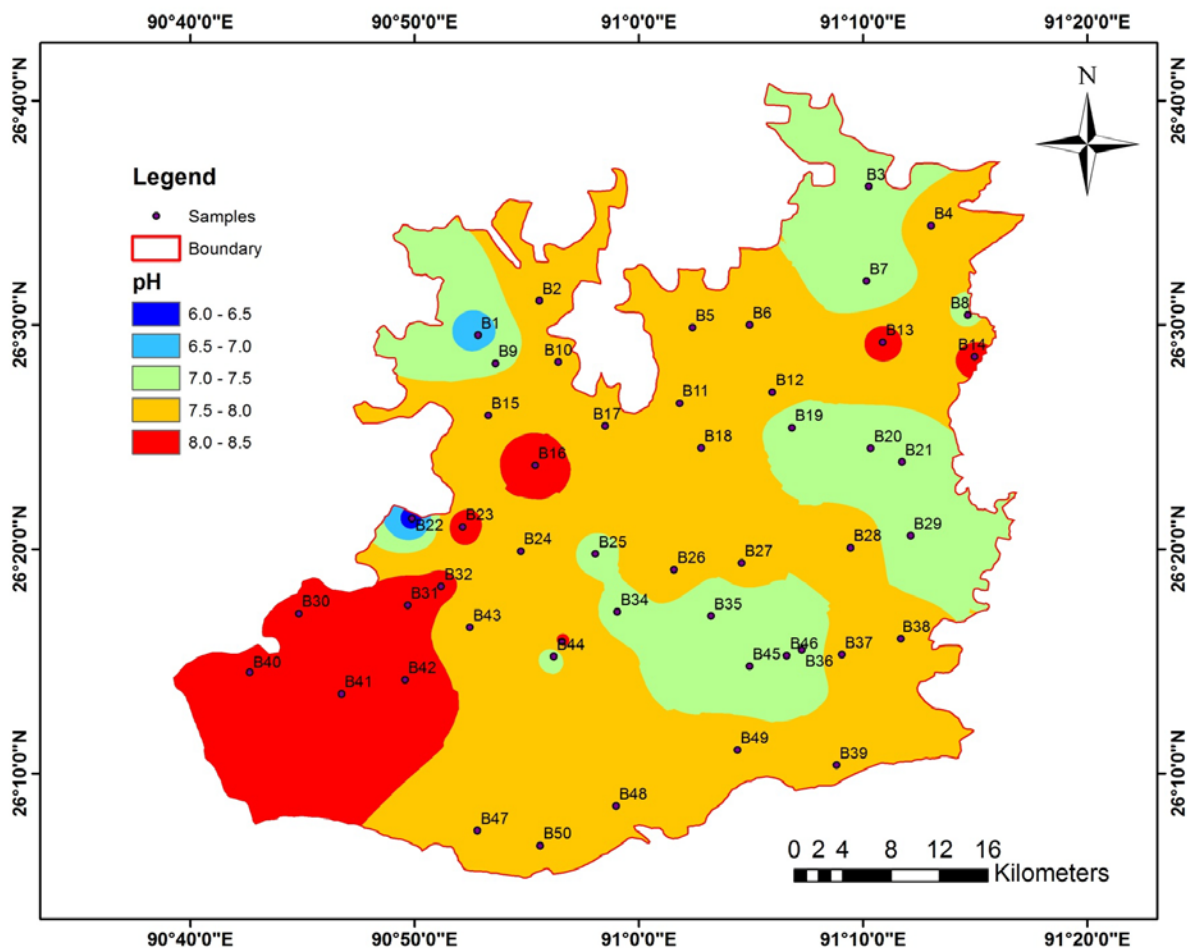 90°40'0"E 90°50'0"E 91°0'0"E 91°10'0"E 91°20'0"E
26°40'0"N
26°40'0"N
N
Legend
Samples
Boundary
pH
6.0 - 6.5
6.5 - 7.0
7.0 - 7.5
7.5 - 8.0
8.0 - 8.5
B3
B4
B7
B2
B8
26°30'0"N
B1 B5 B6 B13
26°30'0"N
B9 B10 B14
B15 B17 B11 B12
B16 B18 B19 B20 B21
B22 B23
26°20'0"N
B24 B25 B26 B27 B28 B29
26°20'0"N
B30 B31 B32
B43 B34 B35
B40 B41 B42 B44 B45 B46 B36 B37 B38
26°10'0"N
B49 B39
26°10'0"N
B47 B48
B50
0 2 4 8 12 16
Kilometers
90°40'0"E 90°50'0"E 91°0'0"E 91°10'0"E 91°20'0"E